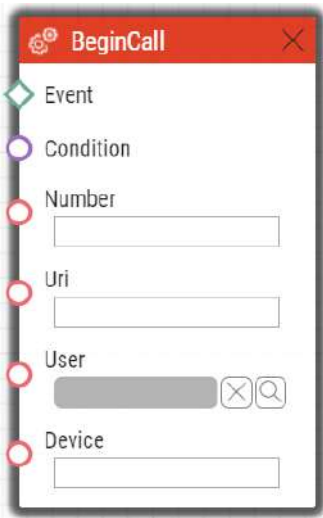 BeginCall
Event
Condition
Number
Uri
User
Device